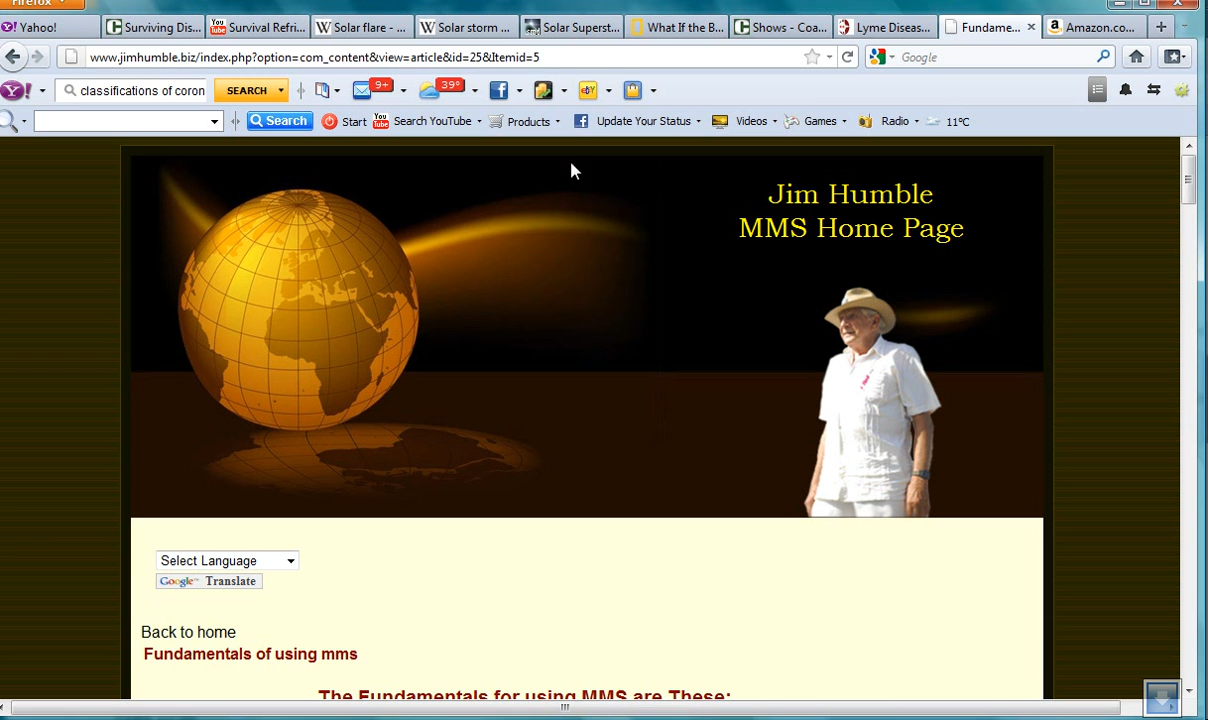 Firefox
Yahoo!
Surviving Dis...
Survival Refri...
Solar flare - ...
Solar storm ...
Solar Superst...
What If the B...
Shows - Coa...
Lyme Diseas...
Fundame...
Amazon.co...
www.jimhumble.biz/index.php?option=com_content&view=article&id=25&Itemid=5
Google
classifications of coron
SEARCH
9+
39°
Search
Start
Search YouTube
Products
Update Your Status
Videos
Games
Radio
11°C
Jim Humble
MMS Home Page
Select Language
Google™ Translate
Back to home
Fundamentals of using mms
The Fundamentals for using MMS are These: